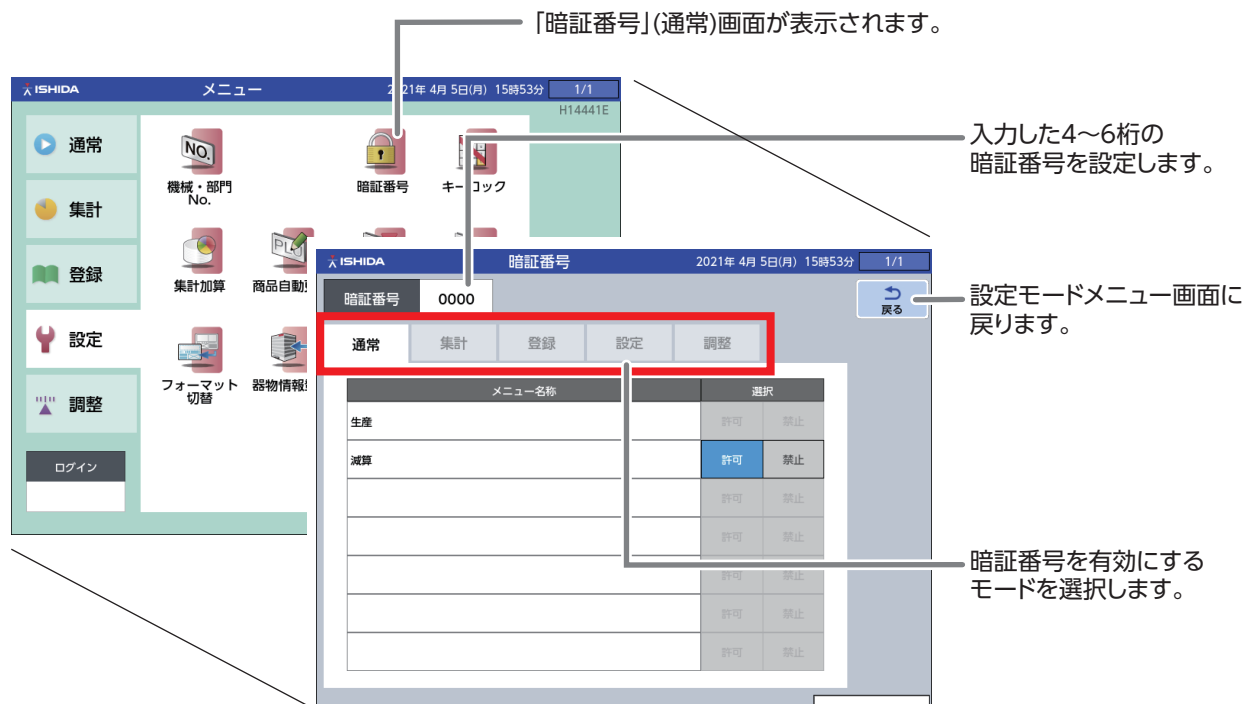 「暗証番号」(通常)画面が表示されます。
ISHIDA
メニュー
2021年 4月 5日(月) 15時53分
1/1
H14441E
通常
集計
登録
設定
調整
ログイン
NO.
機械・部門
No.
暗証番号
キーロック
集計加算
PLU
商品自動
フォーマット
切替
器物情報
入力した4～6桁の
暗証番号を設定します。
ISHIDA
暗証番号
2021年 4月 5日(月) 15時53分
1/1
暗証番号
0000
戻る
設定モードメニュー画面に
戻ります。
通常 集計 登録 設定 調整
メニュー名称 選択
生産 許可 禁止
減算 許可 禁止
許可 禁止
許可 禁止
許可 禁止
許可 禁止
許可 禁止
暗証番号を有効にする
モードを選択します。